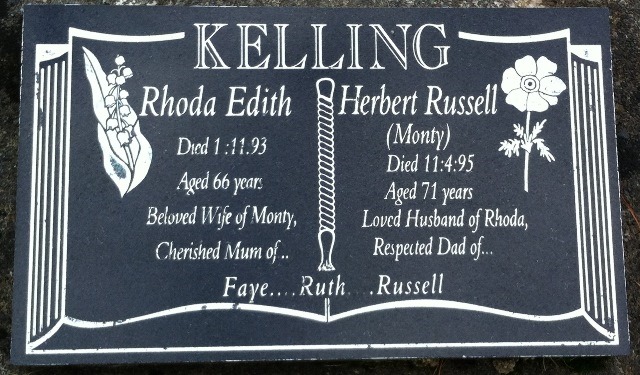 KELLING
Rhoda Edith
Died 1:11.93
Aged 66 years
Beloved Wife of Monty,
Cherished Mum of..
Herbert Russell
(Monty)
Died 11:4:95
Aged 71 years
Loved Husband of Rhoda,
Respected Dad of...
Faye....Ruth....Russell